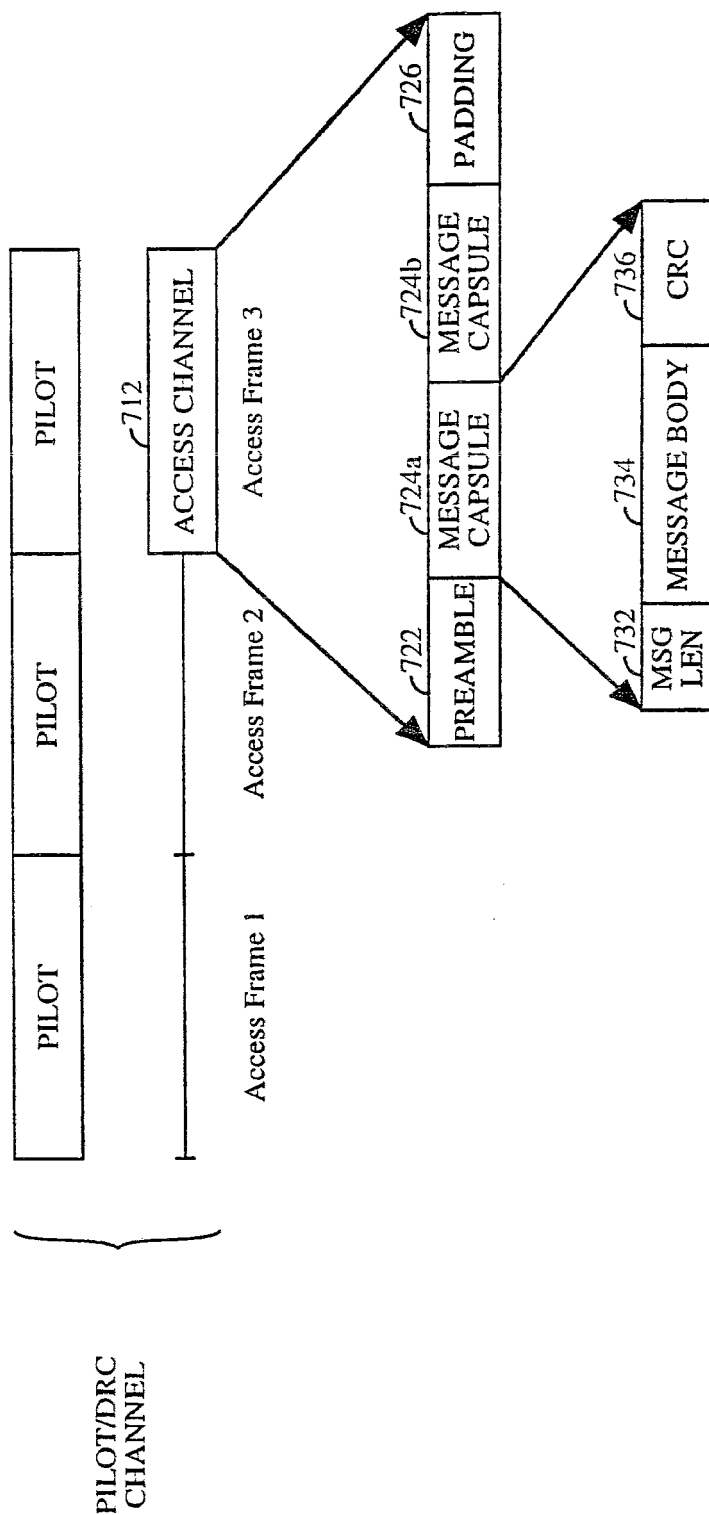 PILOT/DRC
CHANNEL
PILOT
PILOT
PILOT
712
ACCESS CHANNEL
Access Frame 1
Access Frame 2
Access Frame 3
722
724a
724b
726
PREAMBLE
MESSAGE
CAPSULE
MESSAGE
CAPSULE
PADDING
732
734
736
MSG
LEN
MESSAGE BODY
CRC